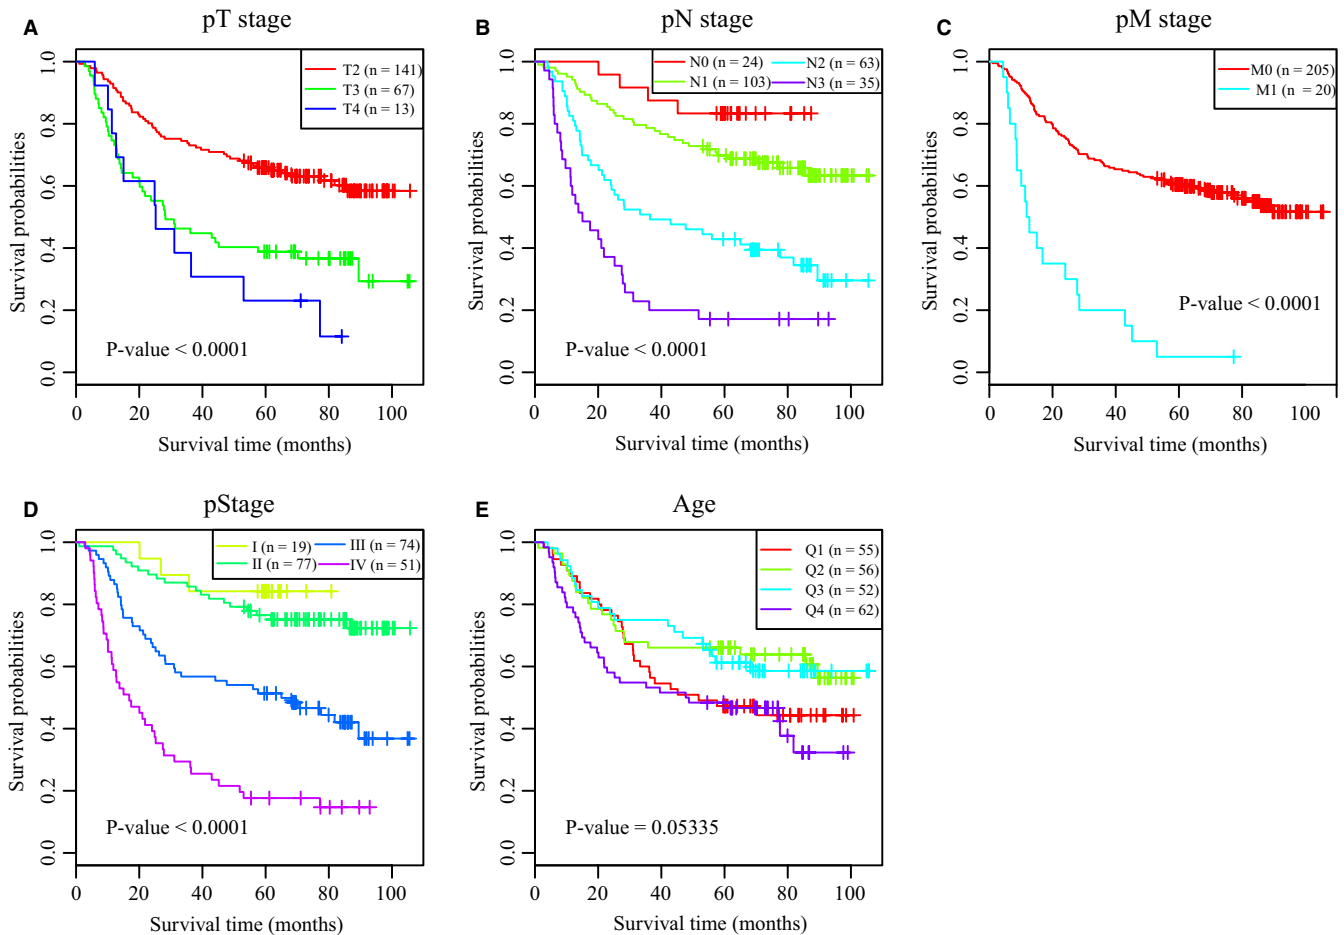 A
pT stage
Survival probabilities
1.0
0.8
0.6
0.4
0.2
0.0
T2 (n = 141)
T3 (n = 67)
T4 (n = 13)
P-value < 0.0001
0 20 40 60 80 100
Survival time (months)
B
pN stage
Survival probabilities
1.0
0.8
0.6
0.4
0.2
0.0
N0 (n = 24) N2 (n = 63)
N1 (n = 103) N3 (n = 35)
P-value < 0.0001
0 20 40 60 80 100
Survival time (months)
C
pM stage
Survival probabilities
1.0
0.8
0.6
0.4
0.2
0.0
M0 (n = 205)
M1 (n = 20)
P-value < 0.0001
0 20 40 60 80 100
Survival time (months)
D
pStage
Survival probabilities
1.0
0.8
0.6
0.4
0.2
0.0
I (n = 19) III (n = 74)
II (n = 77) IV (n = 51)
P-value < 0.0001
0 20 40 60 80 100
Survival time (months)
E
Age
Survival probabilities
1.0
0.8
0.6
0.4
0.2
0.0
Q1 (n = 55)
Q2 (n = 56)
Q3 (n = 52)
Q4 (n = 62)
P-value = 0.05335
0 20 40 60 80 100
Survival time (months)